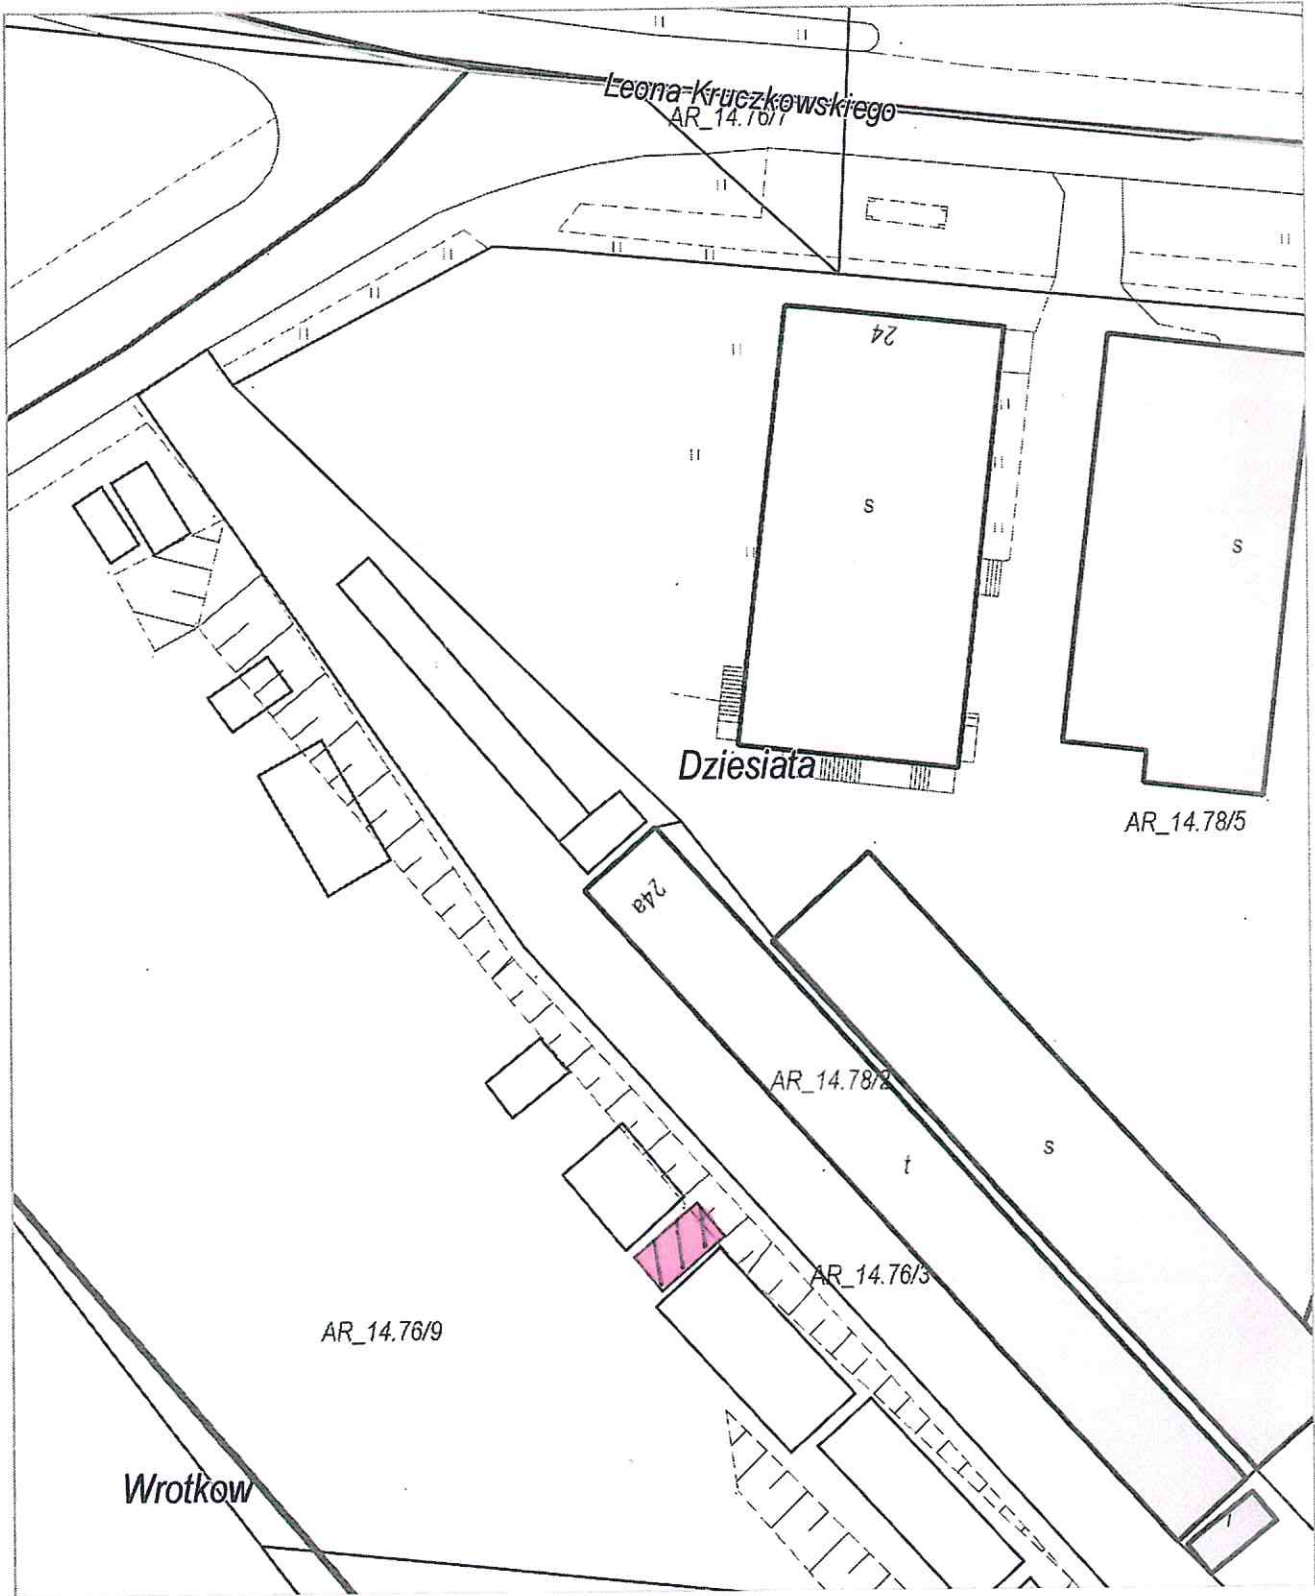 Leona Kruczkowskiego
AR_14.76/7
24
s
s
Dziesiata
AR_14.78/5
24a
AR_14.78/2
s
t
AR_14.76/3
AR_14.76/9
Wrotkow